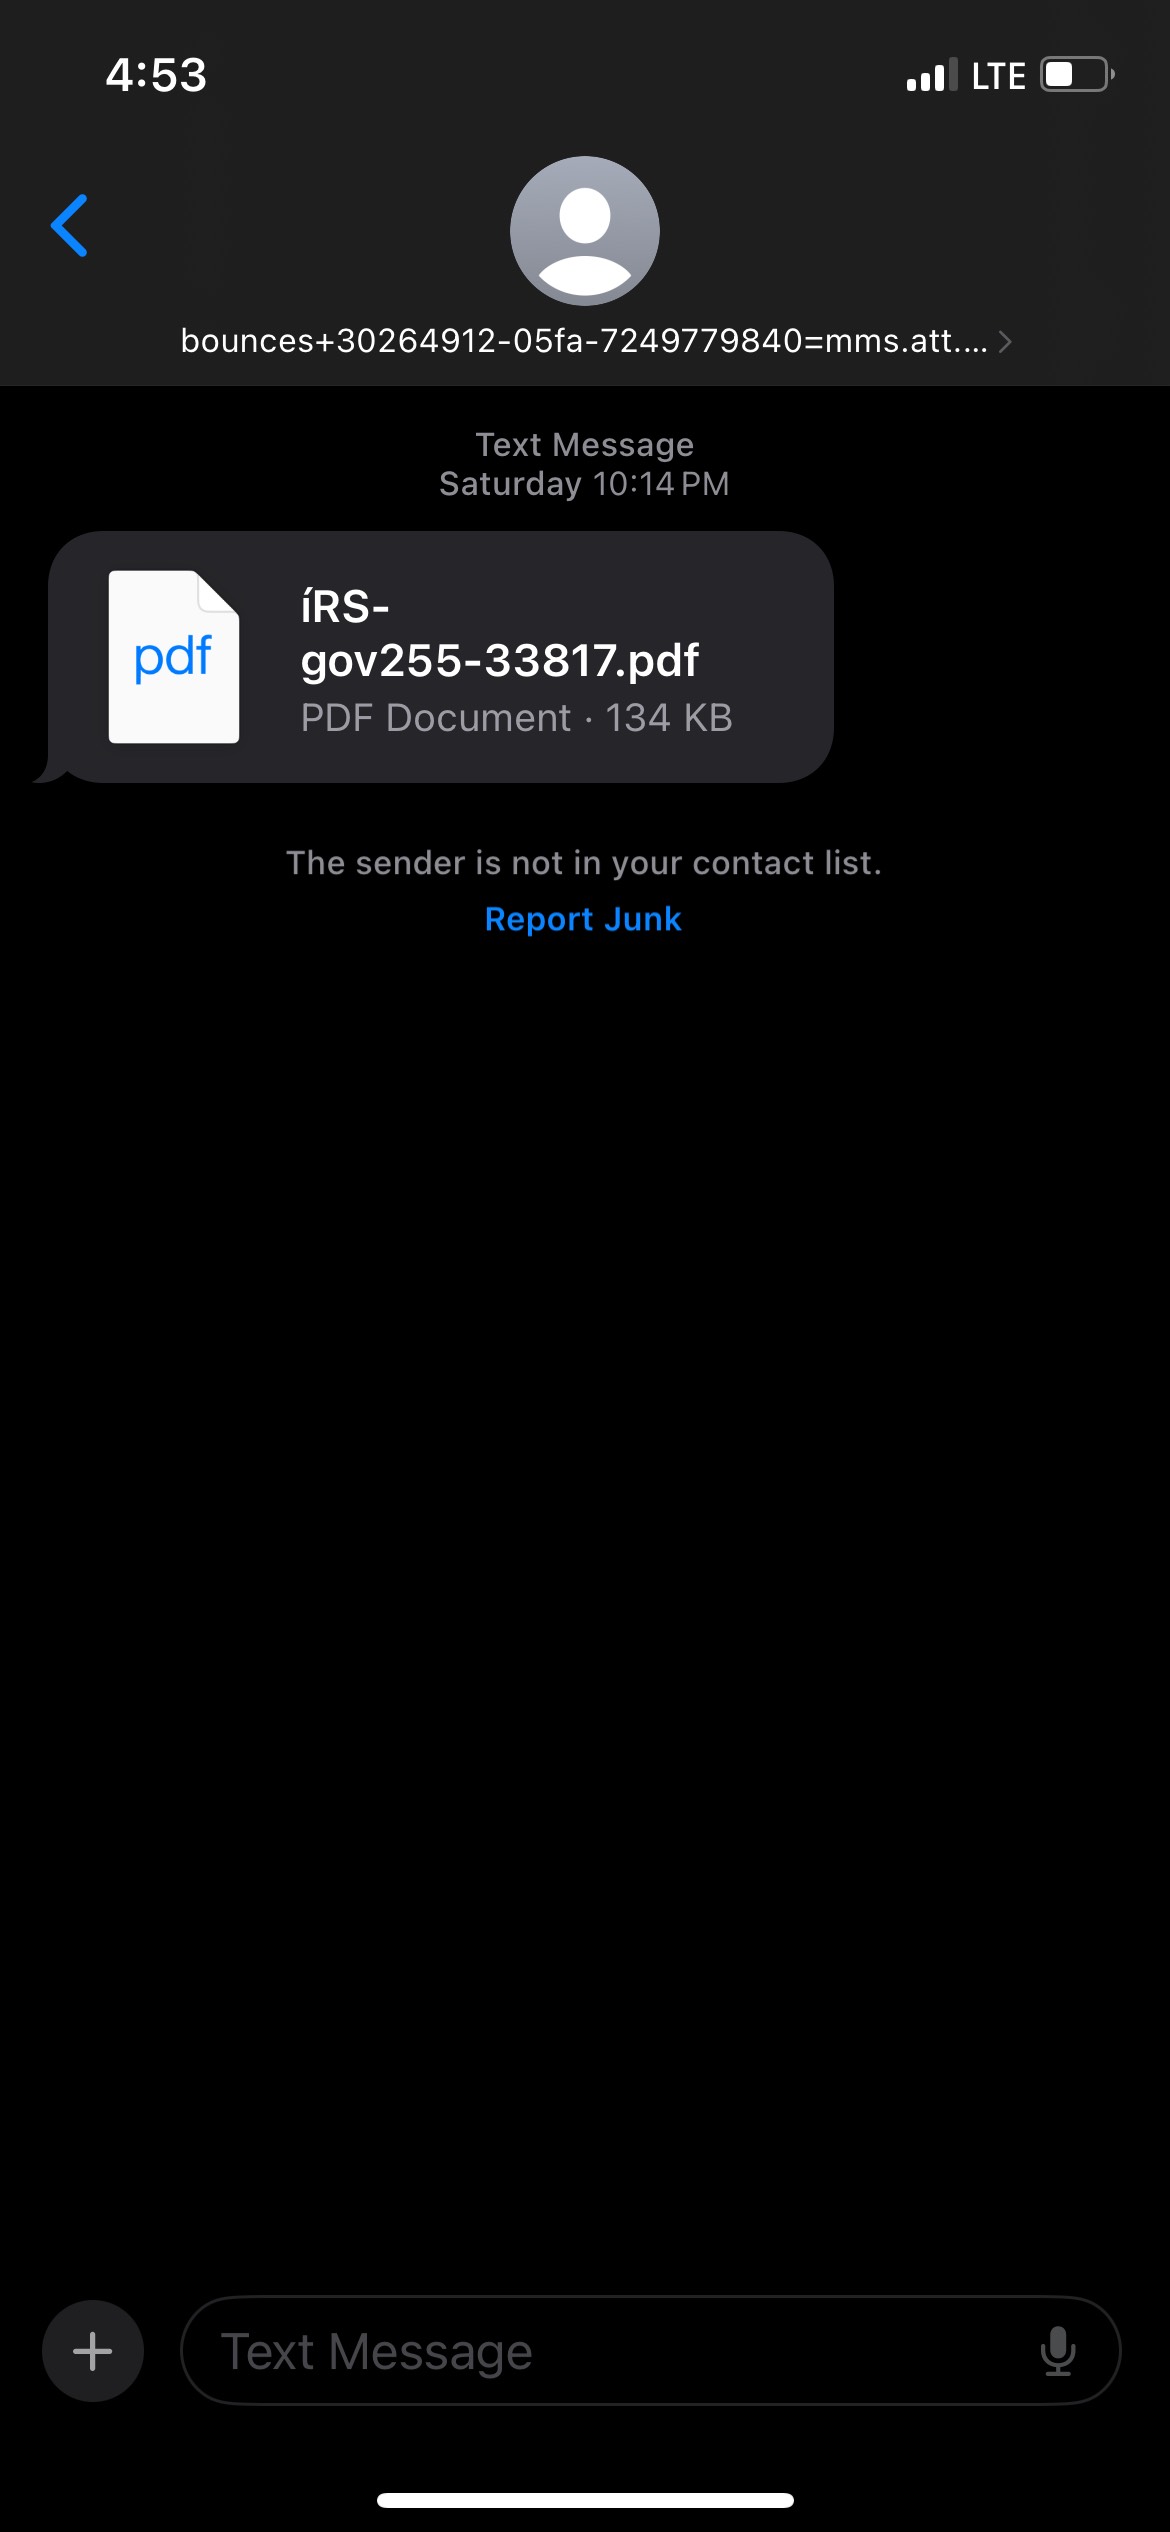 4:53
LTE
bounces+30264912-05fa-7249779840=mms.att....
Text Message
Saturday 10:14 PM
pdf
íRS-
gov255-33817.pdf
PDF Document · 134 KB
The sender is not in your contact list.
Report Junk
Text Message